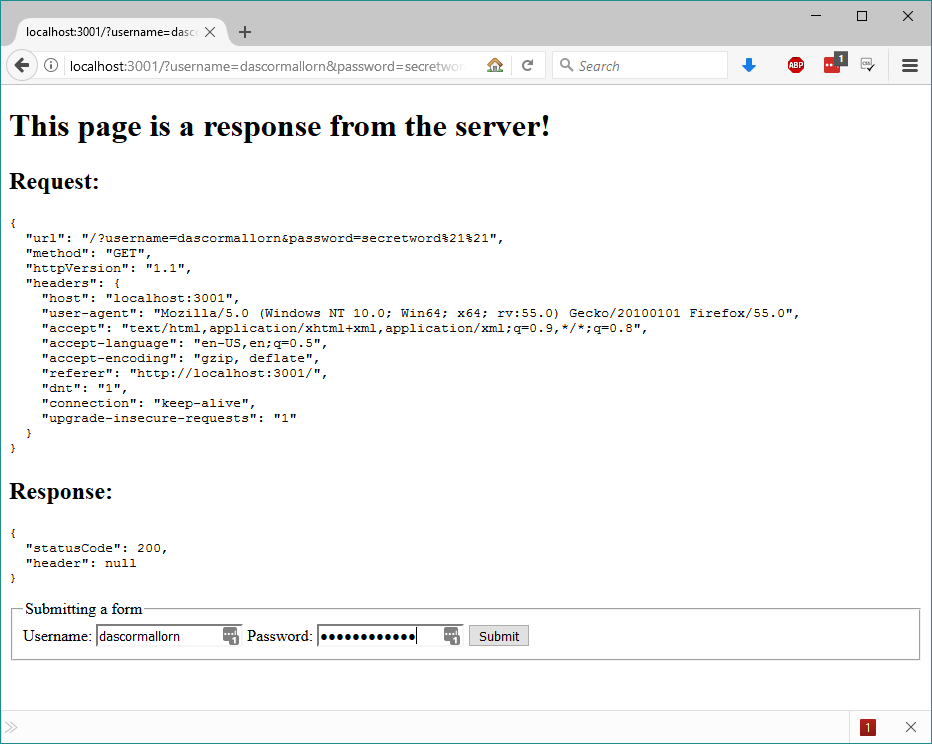 localhost:3001/?username=dasc
localhost:3001/?username=dascormallorn&password=secretwor
Search
ABP
1
CSS
This page is a response from the server!
Request:
{
"url": "/?username=dascormallorn&password=secretword%21%21",
"method": "GET",
"httpVersion": "1.1",
"headers": {
"host": "localhost:3001",
"user-agent": "Mozilla/5.0 (Windows NT 10.0; Win64; x64; rv:55.0) Gecko/20100101 Firefox/55.0",
"accept": "text/html,application/xhtml+xml,application/xml;q=0.9,*/*;q=0.8",
"accept-language": "en-US,en;q=0.5",
"accept-encoding": "gzip, deflate",
"referer": "http://localhost:3001/",
"dnt": "1",
"connection": "keep-alive",
"upgrade-insecure-requests": "1"
}
}
Response:
{
"statusCode": 200,
"header": null
}
Submitting a form
Username: dascormallorn 1 Password: ●●●●●●●●●●●● 1 Submit
1